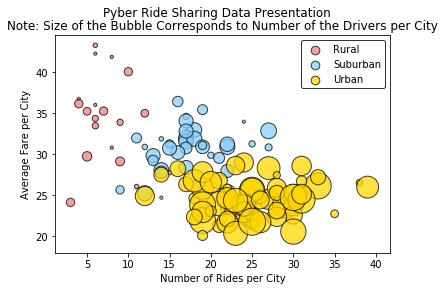 Pyber Ride Sharing Data Presentation
Note: Size of the Bubble Corresponds to Number of the Drivers per City
Rural
Suburban
Urban
Average Fare per City
40
35
30
25
20
5
10
15
20
25
30
35
40
Number of Rides per City